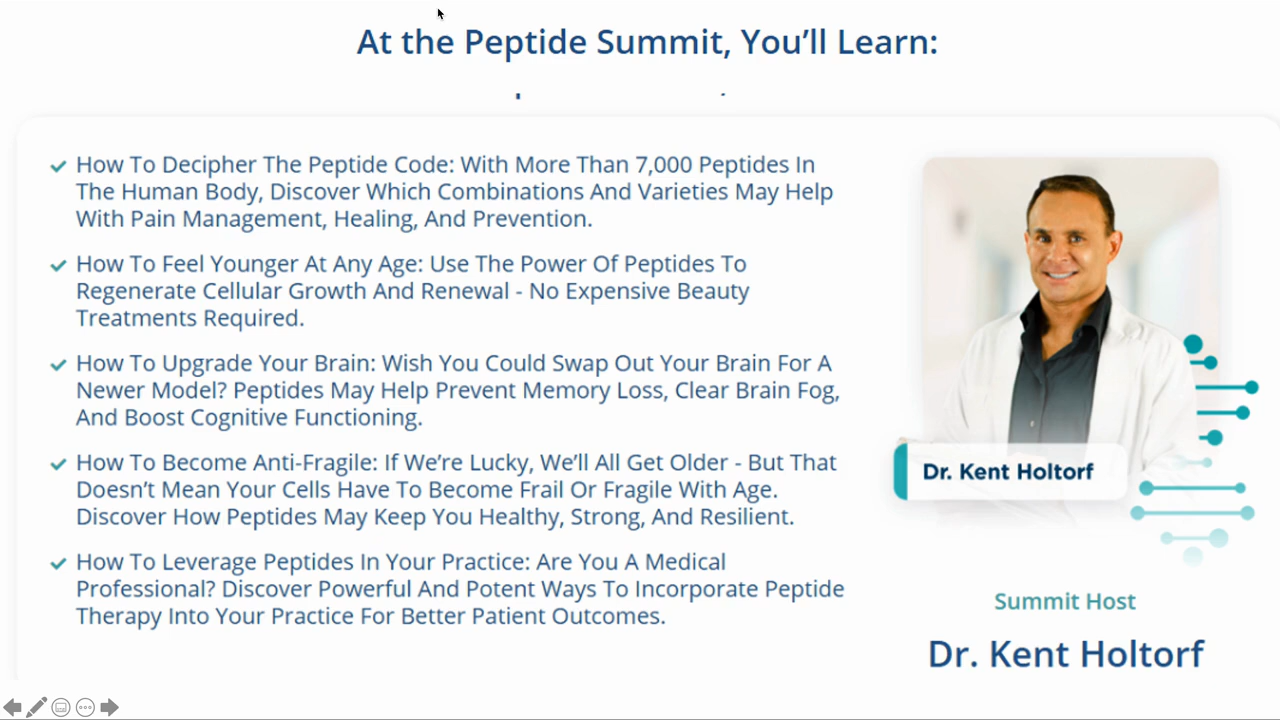 At the Peptide Summit, You’ll Learn:
How To Decipher The Peptide Code: With More Than 7,000 Peptides In
The Human Body, Discover Which Combinations And Varieties May Help
With Pain Management, Healing, And Prevention.
How To Feel Younger At Any Age: Use The Power Of Peptides To
Regenerate Cellular Growth And Renewal - No Expensive Beauty
Treatments Required.
How To Upgrade Your Brain: Wish You Could Swap Out Your Brain For A
Newer Model? Peptides May Help Prevent Memory Loss, Clear Brain Fog,
And Boost Cognitive Functioning.
How To Become Anti-Fragile: If We’re Lucky, We’ll All Get Older - But That
Doesn’t Mean Your Cells Have To Become Frail Or Fragile With Age.
Discover How Peptides May Keep You Healthy, Strong, And Resilient.
How To Leverage Peptides In Your Practice: Are You A Medical
Professional? Discover Powerful And Potent Ways To Incorporate Peptide
Therapy Into Your Practice For Better Patient Outcomes.
Dr. Kent Holtorf
Summit Host
Dr. Kent Holtorf